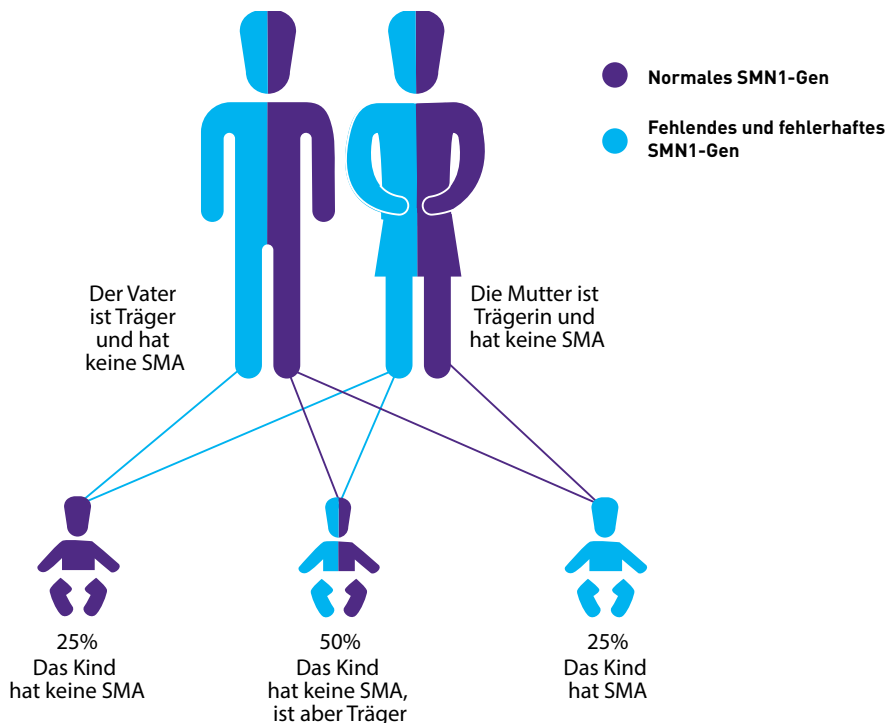 Normales SMN1-Gen
Fehlendes und fehlerhaftes
SMN1-Gen
Der Vater
ist Träger
und hat
keine SMA
Die Mutter ist
Trägerin und
hat keine SMA
25%
Das Kind
hat keine SMA
50%
Das Kind
hat keine SMA,
ist aber Träger
25%
Das Kind
hat SMA